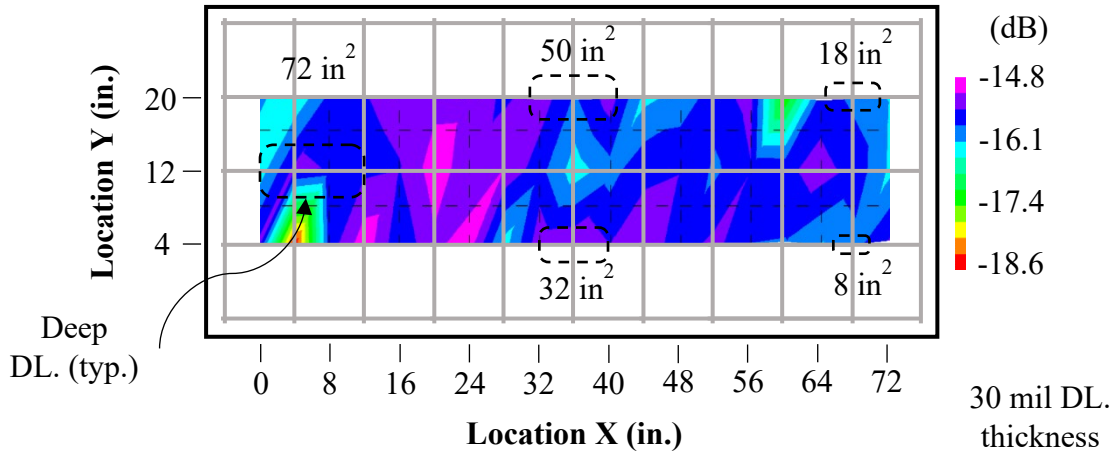 72 in²
50 in²
18 in²
(dB)
-14.8
-16.1
-17.4
-18.6
Location Y (in.)
20
12
4
32 in²
8 in²
Deep
DL. (typ.)
0 8 16 24 32 40 48 56 64 72
Location X (in.)
30 mil DL.
thickness